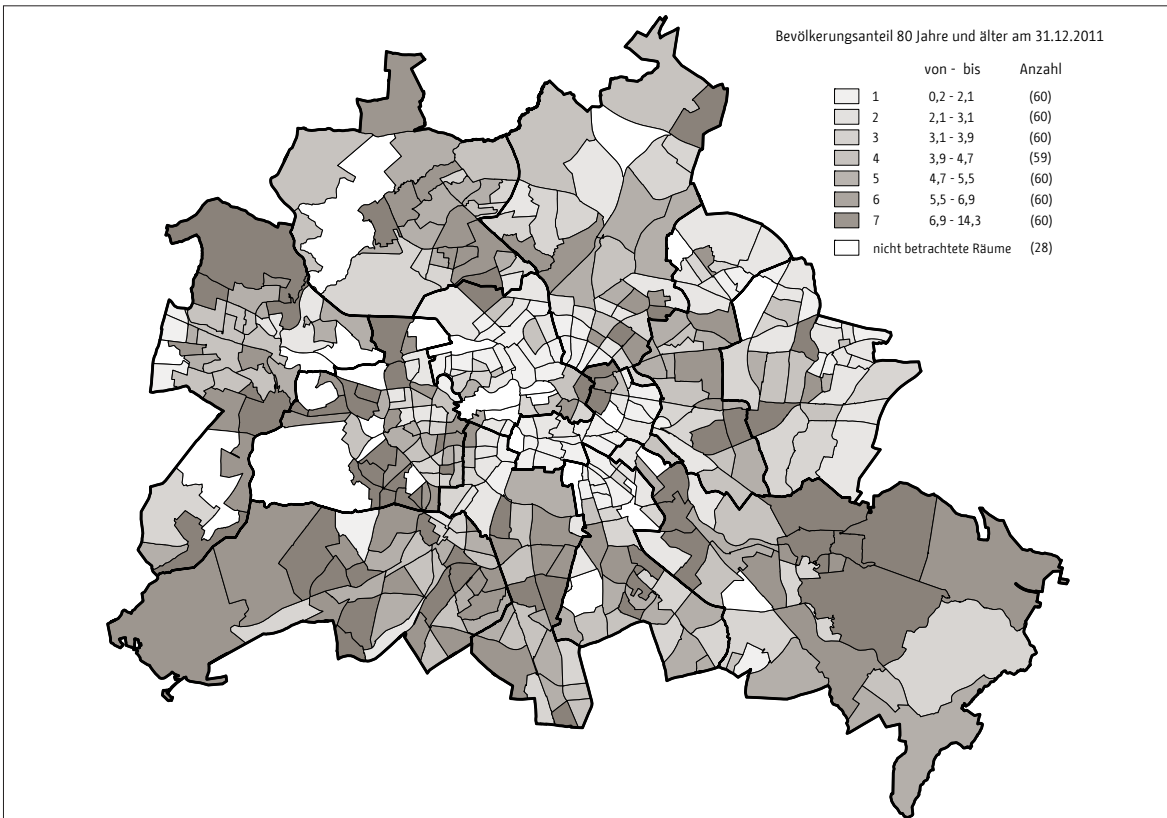 Bevölkerungsanteil 80 Jahre und älter am 31.12.2011
von - bis Anzahl
1 0,2 - 2,1 (60)
2 2,1 - 3,1 (60)
3 3,1 - 3,9 (60)
4 3,9 - 4,7 (59)
5 4,7 - 5,5 (60)
6 5,5 - 6,9 (60)
7 6,9 - 14,3 (60)
nicht betrachtete Räume (28)